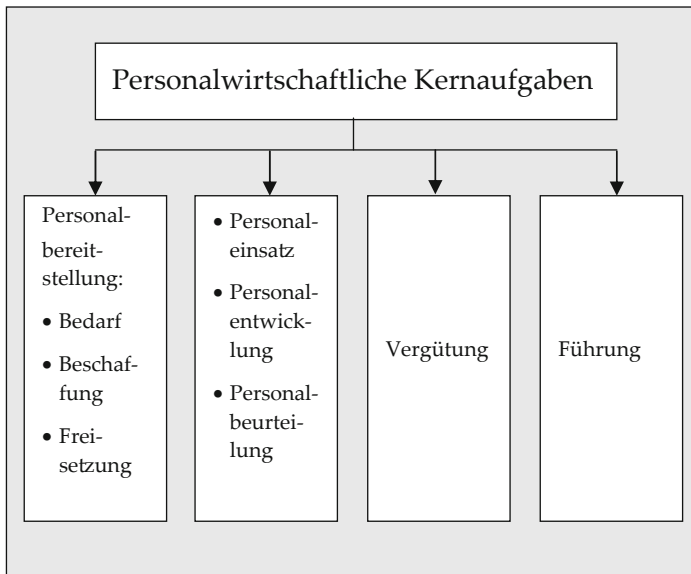 Personalwirtschaftliche Kernaufgaben
Personal-
bereit-
stellung:
• Bedarf
• Beschaf-
fung
• Frei-
setzung
• Personal-
einsatz
• Personal-
entwick-
lung
• Personal-
beurtei-
lung
Vergütung
Führung